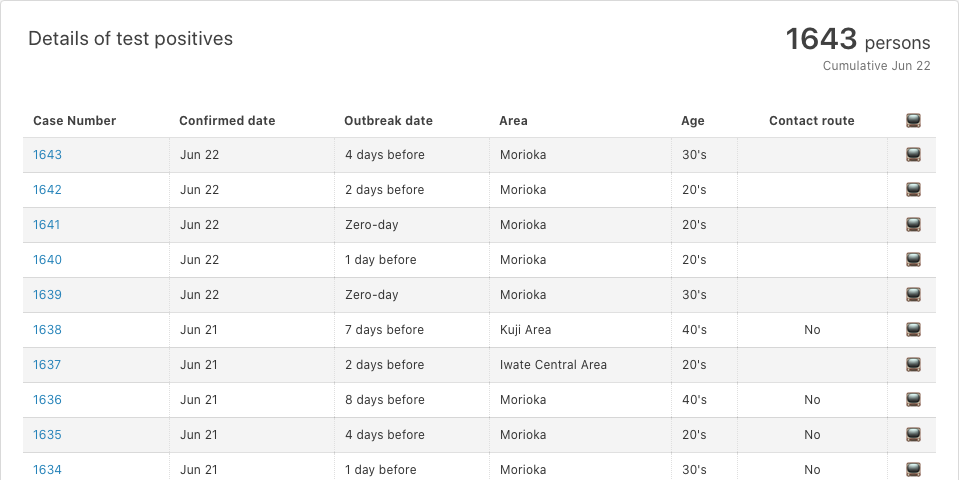 Details of test positives
1643 persons
Cumulative Jun 22
Case Number Confirmed date Outbreak date Area Age Contact route
1643 Jun 22 4 days before Morioka 30's
1642 Jun 22 2 days before Morioka 20's
1641 Jun 22 Zero-day Morioka 20's
1640 Jun 22 1 day before Morioka 20's
1639 Jun 22 Zero-day Morioka 30's
1638 Jun 21 7 days before Kuji Area 40's No
1637 Jun 21 2 days before Iwate Central Area 20's
1636 Jun 21 8 days before Morioka 40's No
1635 Jun 21 4 days before Morioka 20's No
1634 Jun 21 1 day before Morioka 30's No